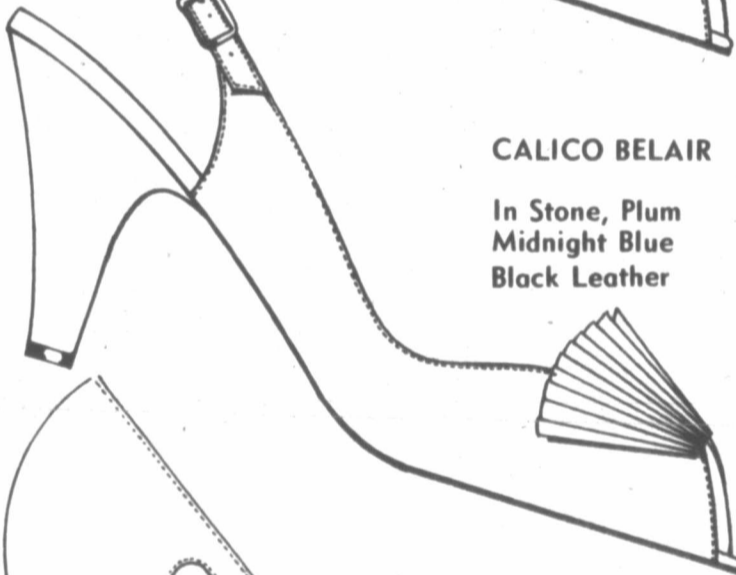 CALICO BELAIR
In Stone, Plum
Midnight Blue
Black Leather